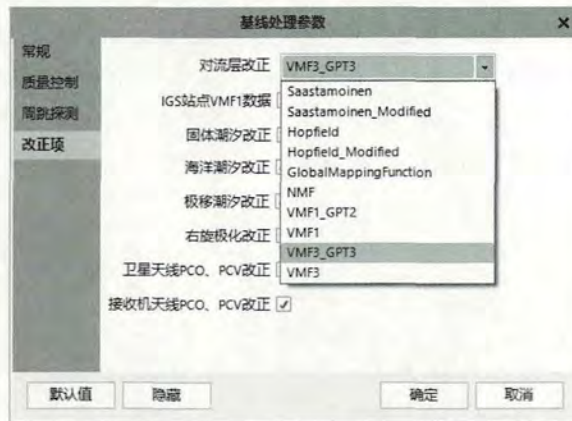 基线处理参数
常规
质量控制
周跳探测
改正项
对流层改正 VMF3_GPT3
IGS站点VMF1数据
固体潮汐改正
海洋潮汐改正
极移潮汐改正
右旋极化改正
卫星天线PCO、PCV改正
接收机天线PCO、PCV改正
Saastamoinen
Saastamoinen_Modified
Hopfield
Hopfield_Modified
GlobalMappingFunction
NMF
VMF1_GPT2
VMF1
VMF3_GPT3
VMF3
默认值 隐藏 确定 取消